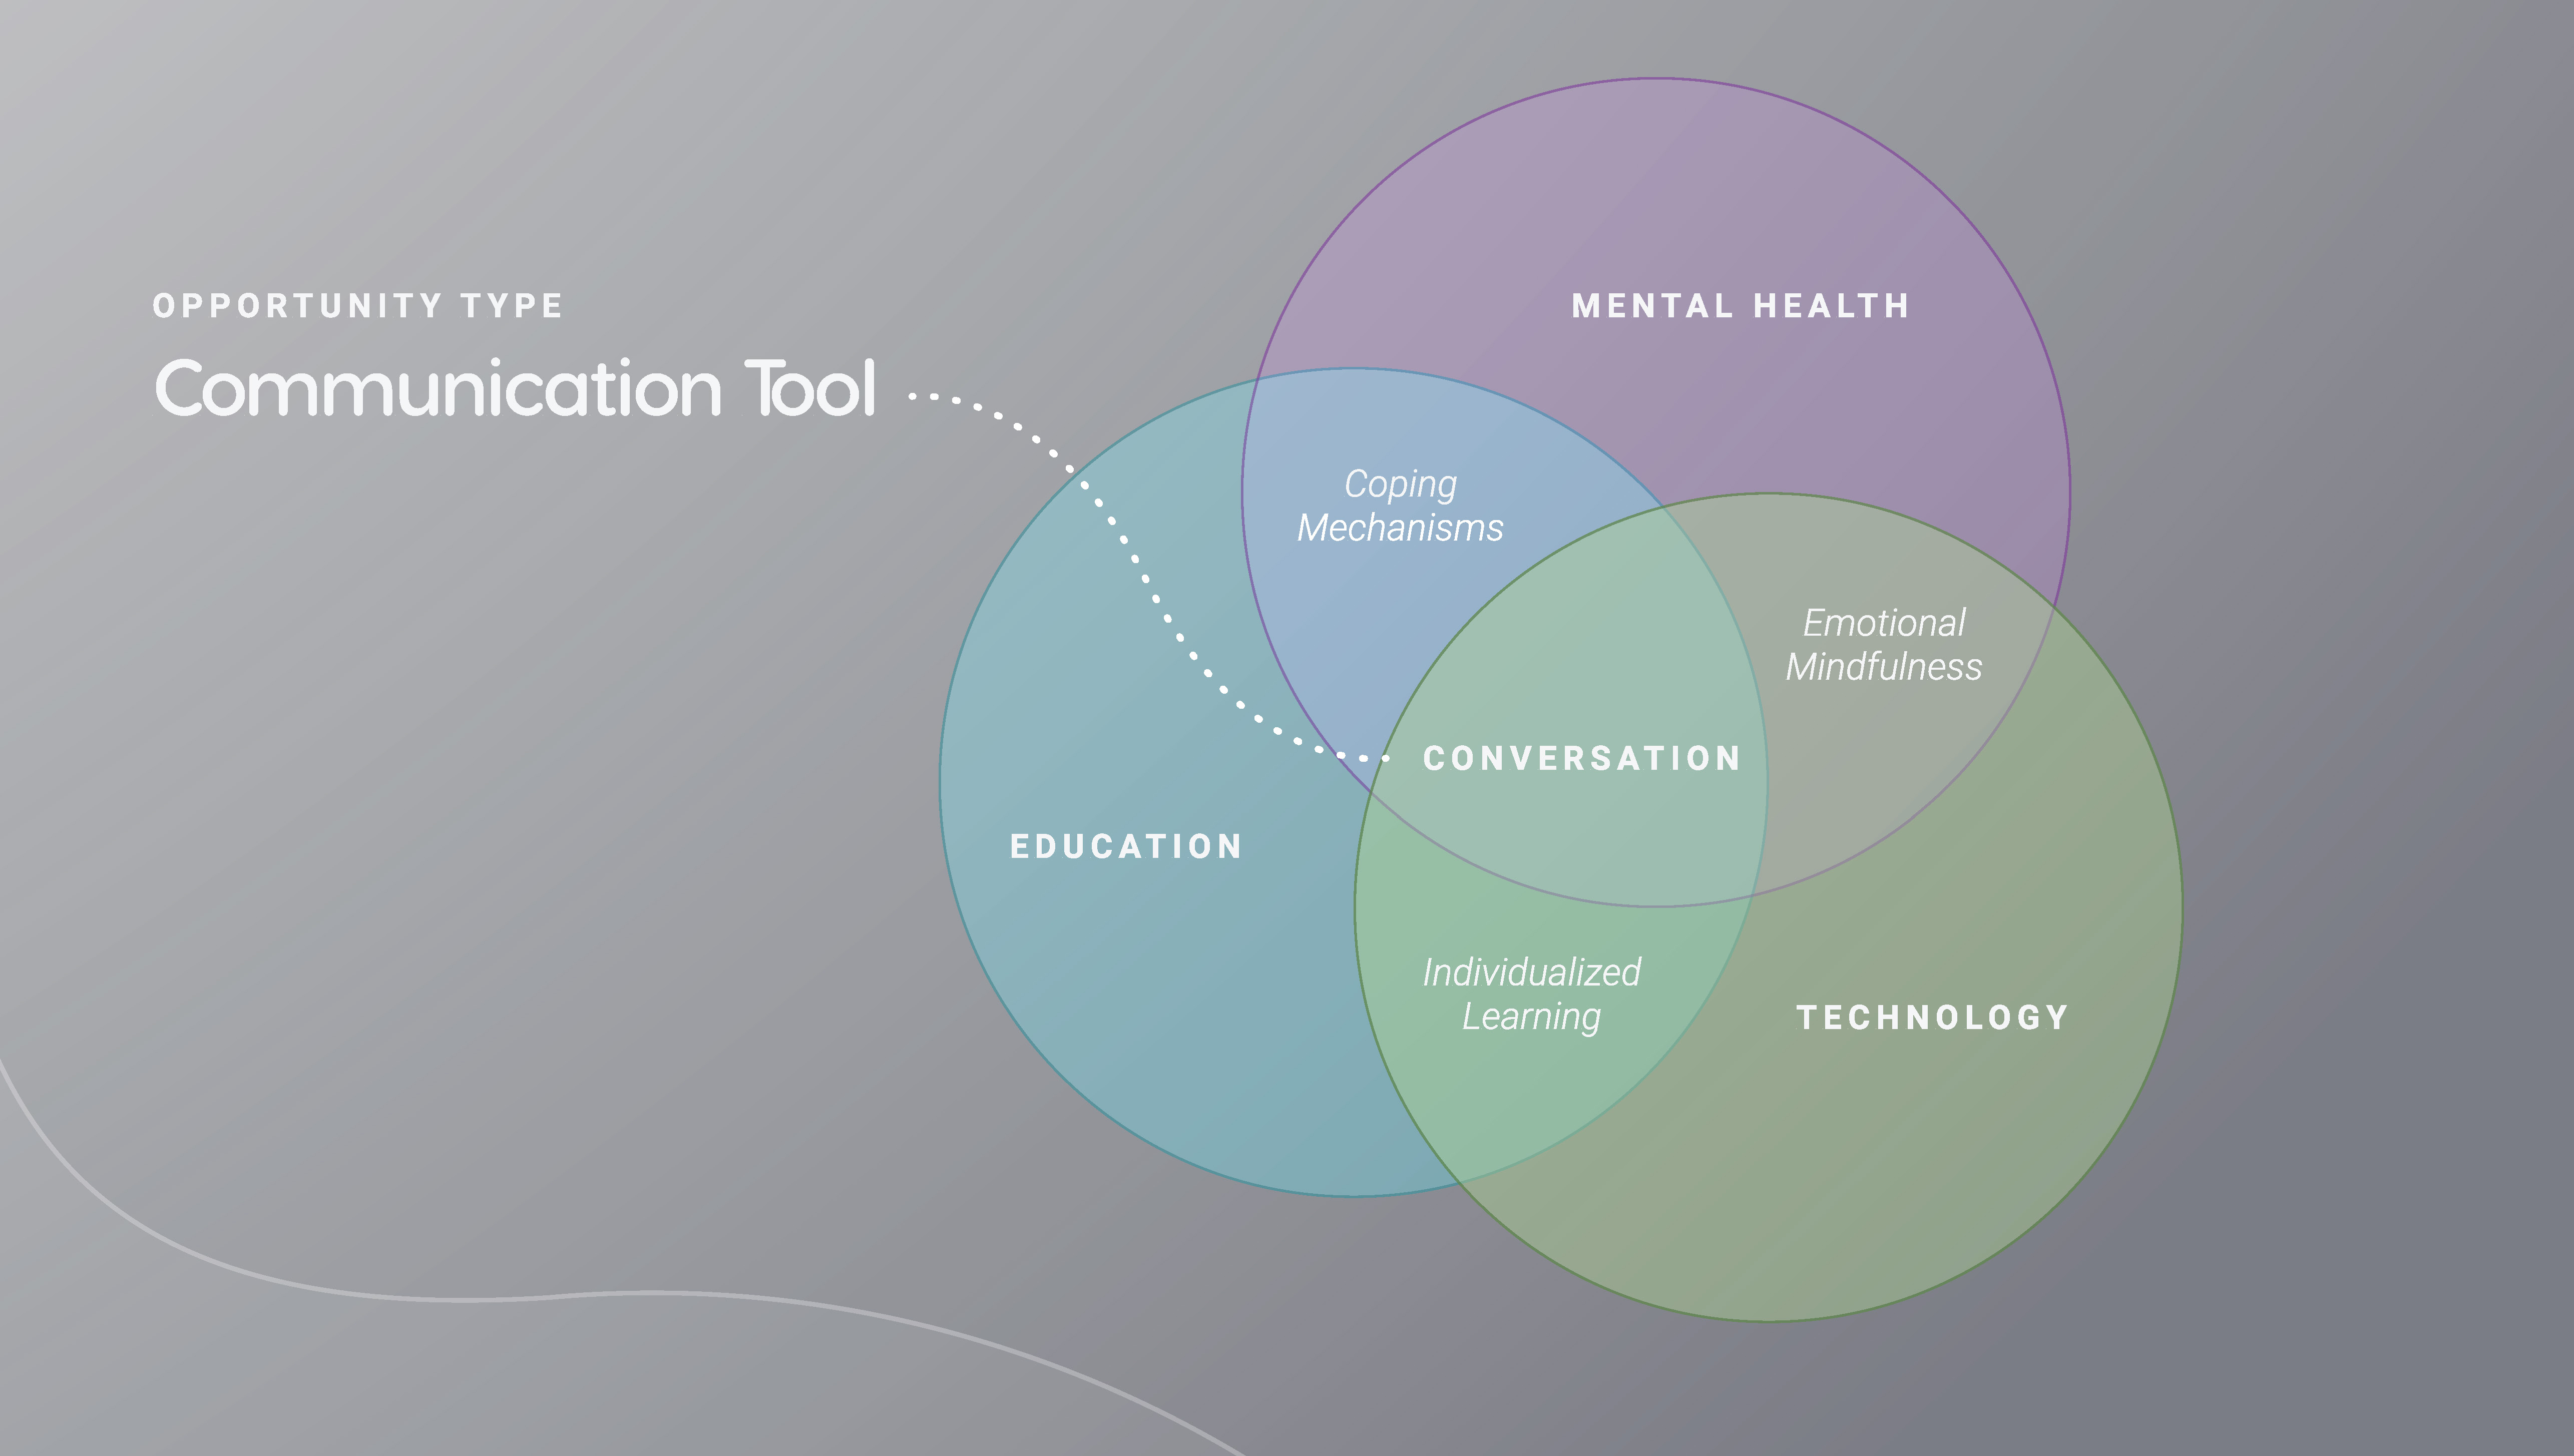 OPPORTUNITY TYPE
Communication Tool
MENTAL HEALTH
Coping
Mechanisms
Emotional
Mindfulness
CONVERSATION
EDUCATION
Individualized
Learning
TECHNOLOGY